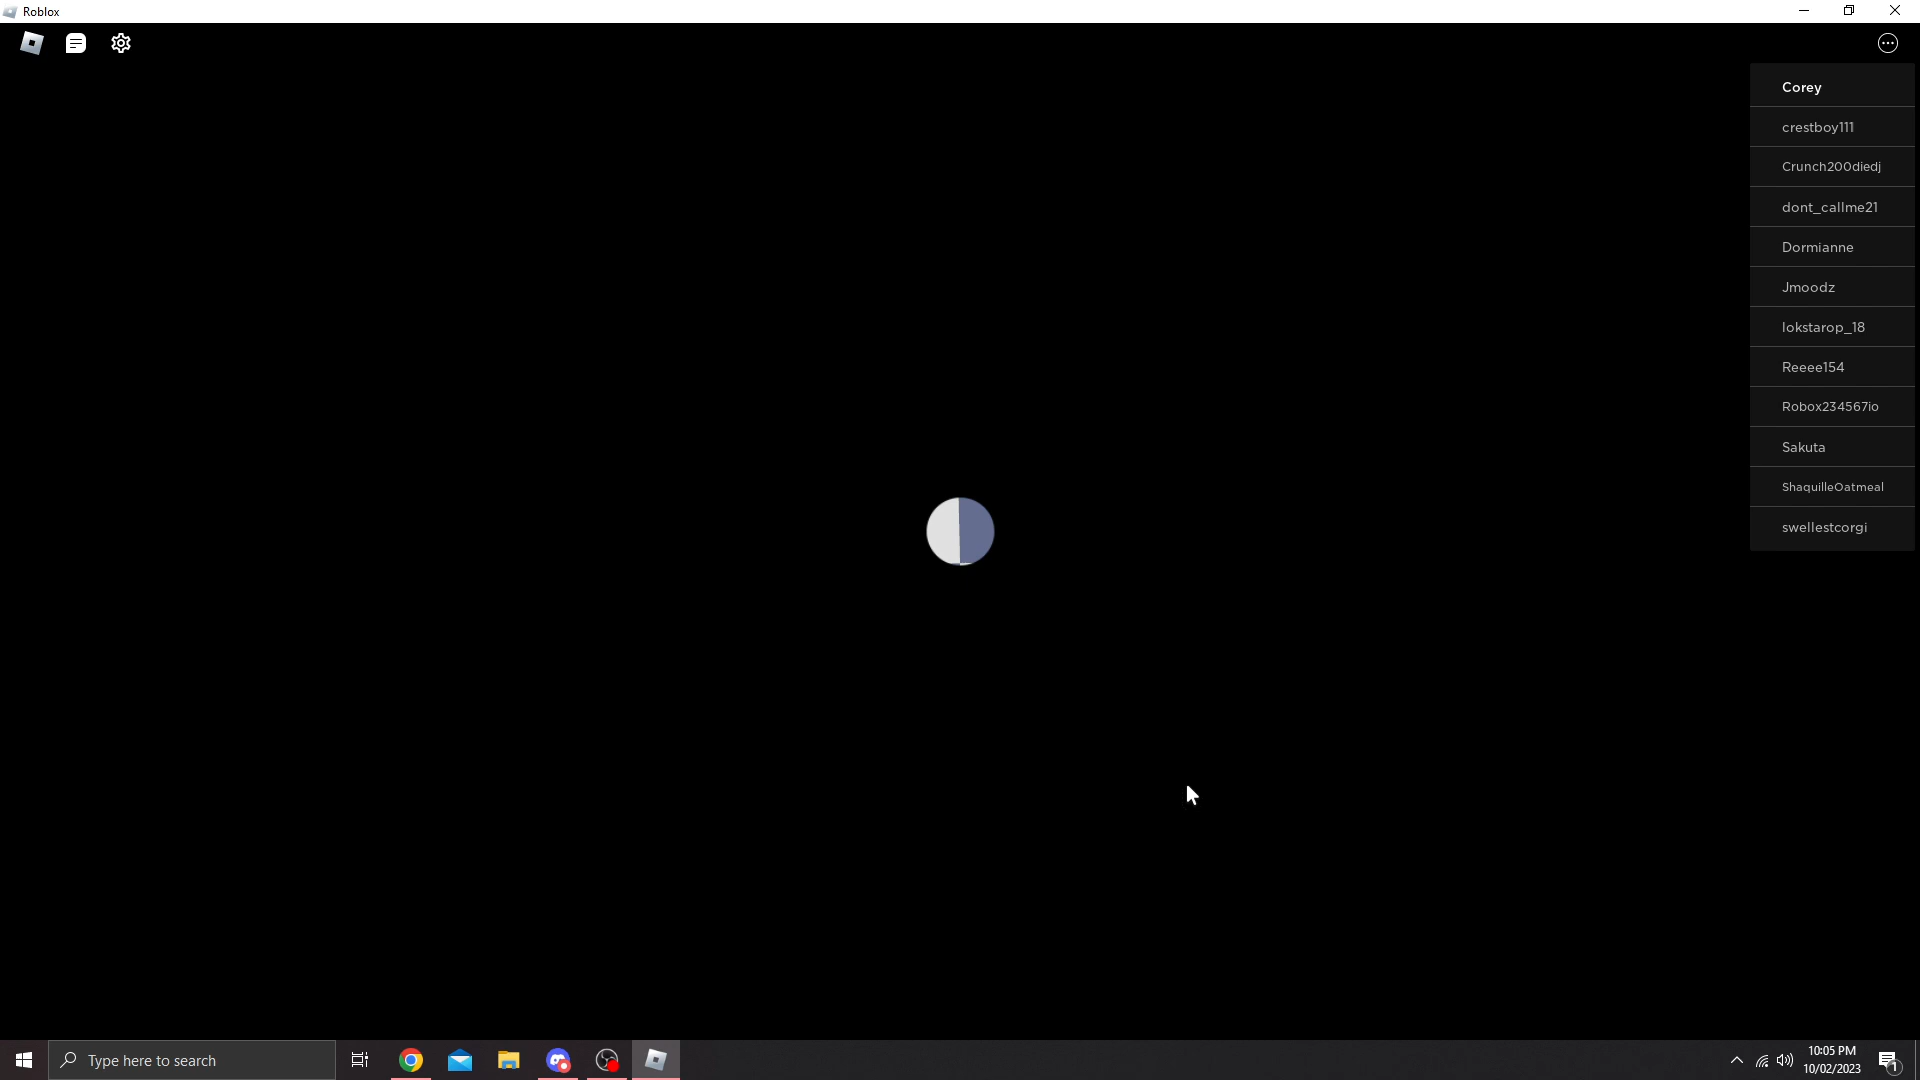 Roblox
Corey
crestboy111
Crunch200diedj
dont_callme21
Dormianne
Jmoodz
lokstarop_18
Reeee154
Robox234567io
Sakuta
ShaquilleOatmeal
swellestcorgi
Type here to search
10:05 PM
10/02/2023
1